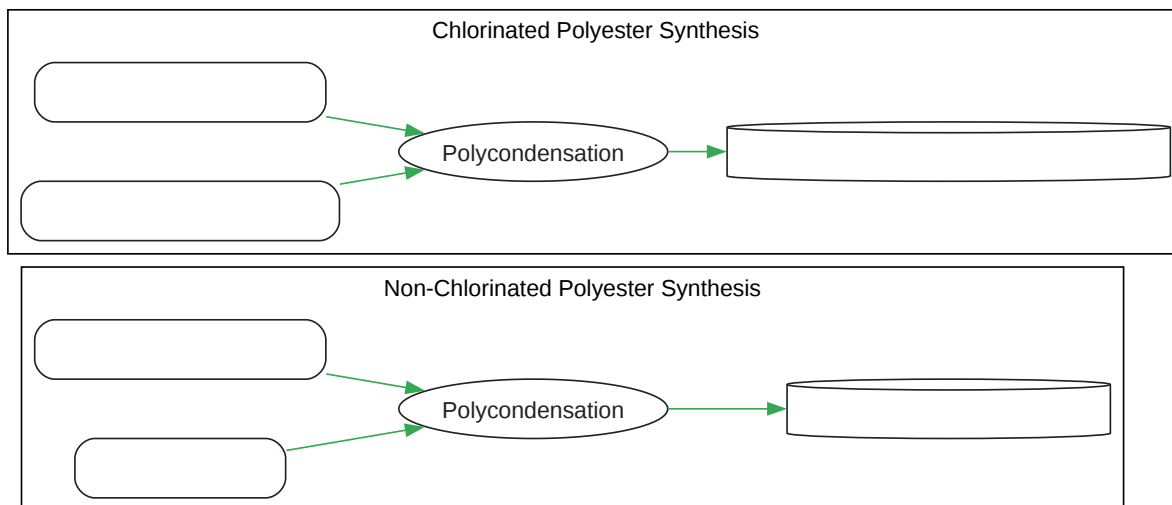 Chlorinated Polyester Synthesis
Polycondensation
Non-Chlorinated Polyester Synthesis
Polycondensation